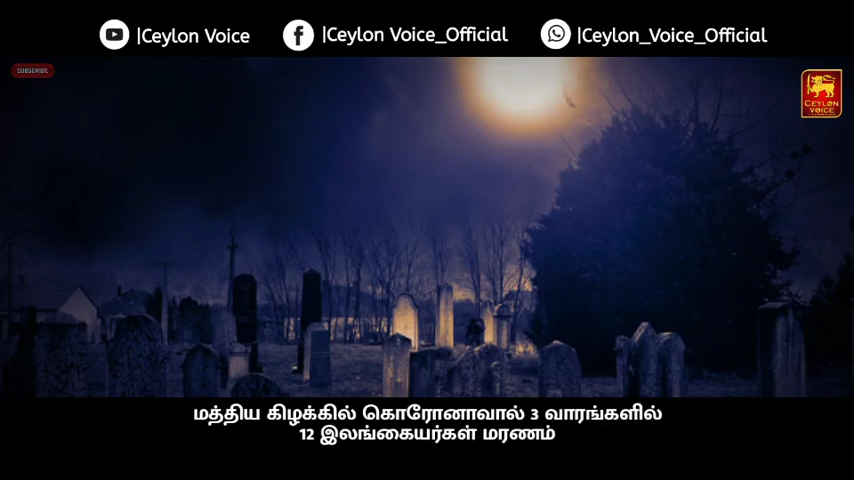 |Ceylon Voice
|Ceylon Voice_Official
|Ceylon_Voice_Official
SUBSCRIBE
CEYLON
VOICE
மத்திய கிழக்கில் கொரோனாவால் 3 வாரங்களில்
12 இலங்கையர்கள் மரணம்